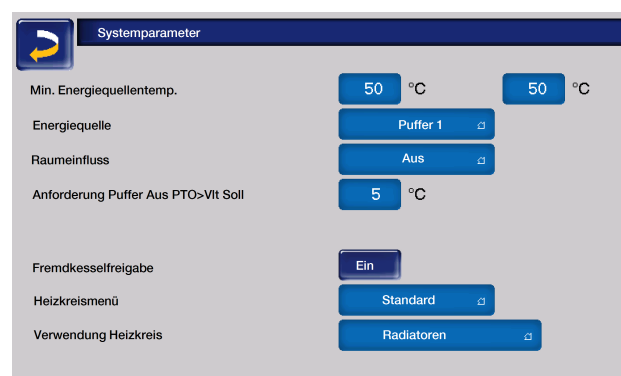 Systemparameter
Min. Energiequellentemp. 50 °C 50 °C
Energiequelle Puffer 1
Raumeinfluss Aus
Anforderung Puffer Aus PTO>Vlt Soll 5 °C
Fremdkesselfreigabe Ein
Heizkreismenü Standard
Verwendung Heizkreis Radiatoren